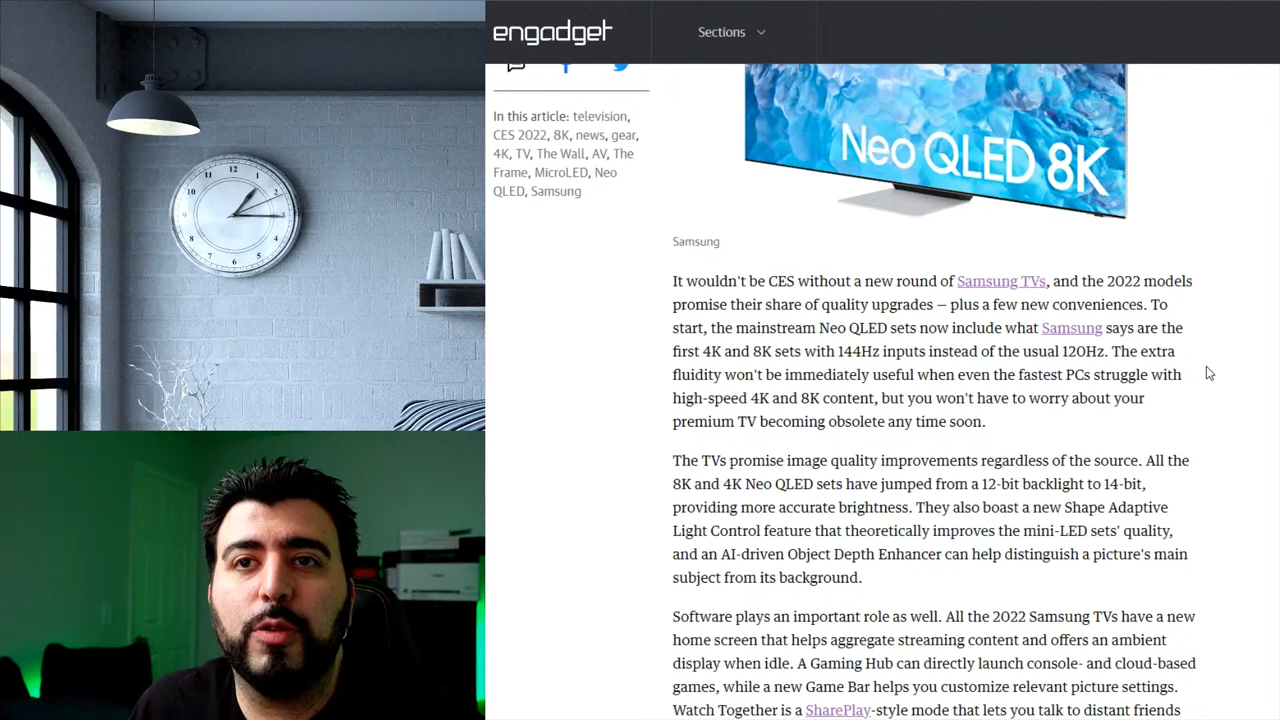 engadget
Sections
In this article: television,
CES 2022, 8K, news, gear,
4K, TV, The Wall, AV, The
Frame, MicroLED, Neo
QLED, Samsung
Neo QLED 8K
Samsung
It wouldn't be CES without a new round of Samsung TVs, and the 2022 models
promise their share of quality upgrades — plus a few new conveniences. To
start, the mainstream Neo QLED sets now include what Samsung says are the
first 4K and 8K sets with 144Hz inputs instead of the usual 120Hz. The extra
fluidity won't be immediately useful when even the fastest PCs struggle with
high-speed 4K and 8K content, but you won't have to worry about your
premium TV becoming obsolete any time soon.
The TVs promise image quality improvements regardless of the source. All the
8K and 4K Neo QLED sets have jumped from a 12-bit backlight to 14-bit,
providing more accurate brightness. They also boast a new Shape Adaptive
Light Control feature that theoretically improves the mini-LED sets' quality,
and an AI-driven Object Depth Enhancer can help distinguish a picture's main
subject from its background.
Software plays an important role as well. All the 2022 Samsung TVs have a new
home screen that helps aggregate streaming content and offers an ambient
display when idle. A Gaming Hub can directly launch console- and cloud-based
games, while a new Game Bar helps you customize relevant picture settings.
Watch Together is a SharePlay-style mode that lets you talk to distant friends
12
1
2
3
4
5
6
7
8
9
10
11